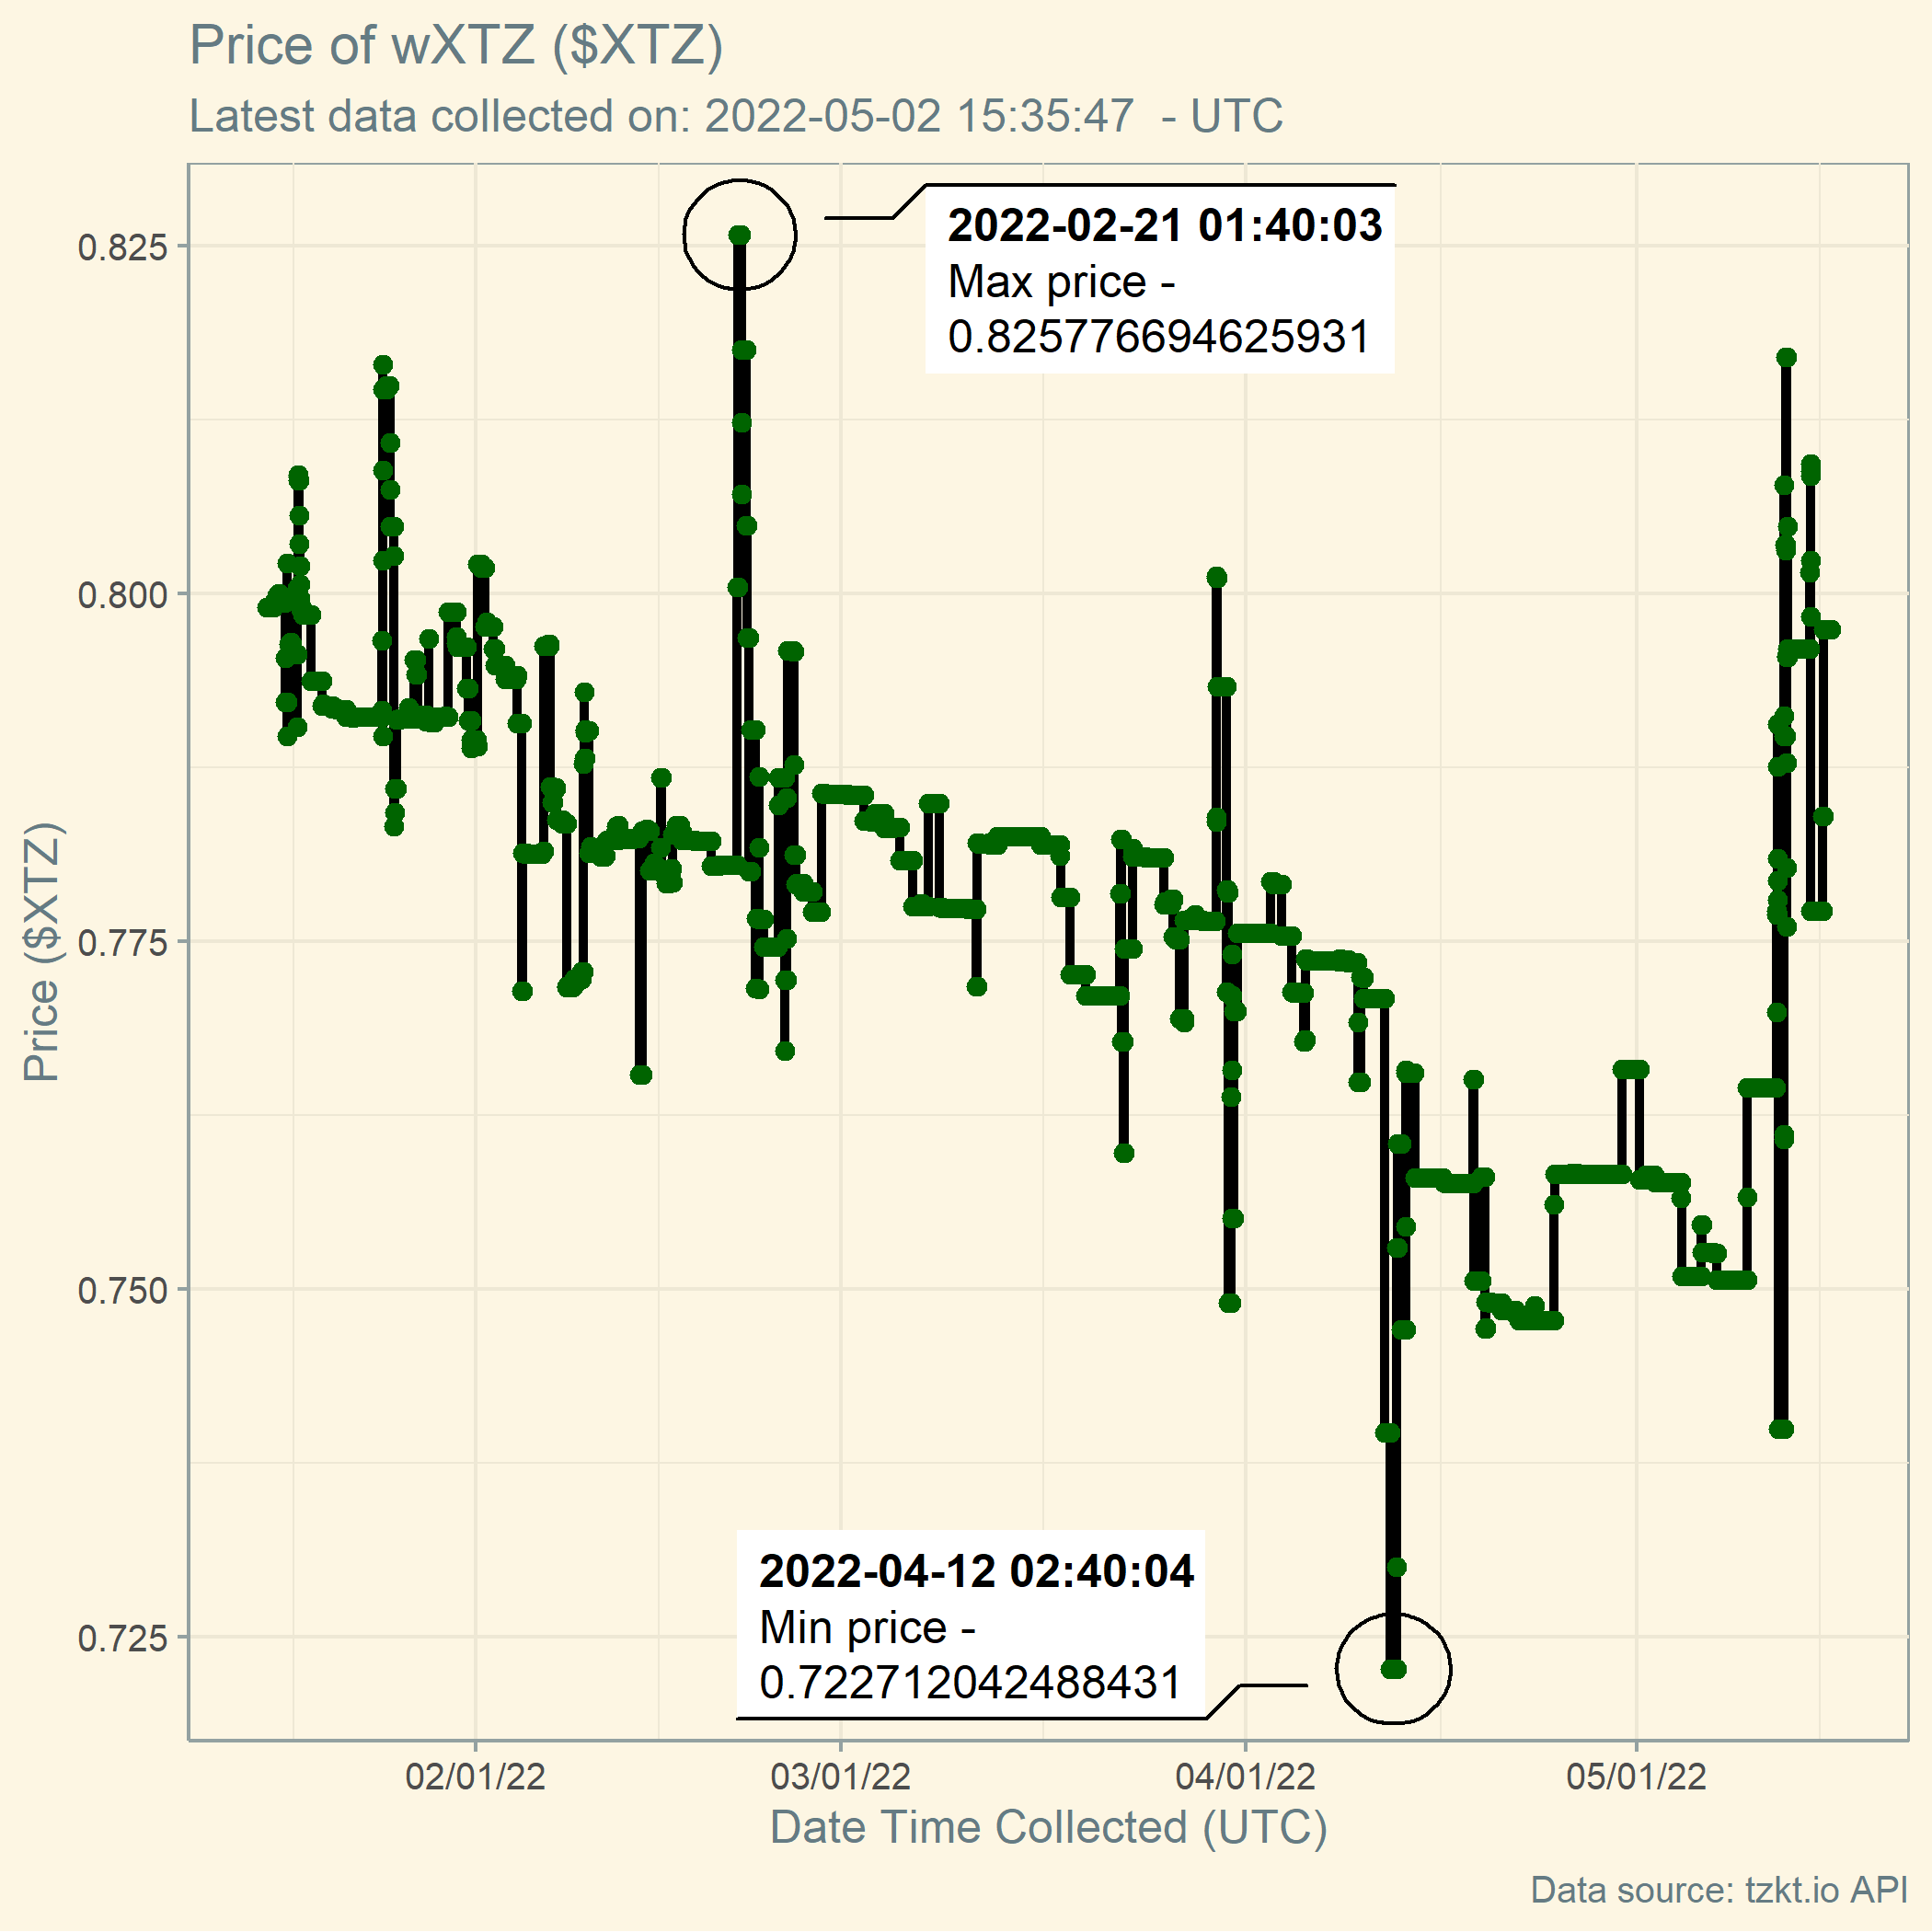 Price of wXTZ ($XTZ)
Latest data collected on: 2022-05-02 15:35:47  - UTC
2022-02-21 01:40:03
Max price -
0.825776694625931
0.825
0.800
0.775
0.750
0.725
Price ($XTZ)
2022-04-12 02:40:04
Min price -
0.722712042488431
02/01/22
03/01/22
04/01/22
05/01/22
Date Time Collected (UTC)
Data source: tzkt.io API